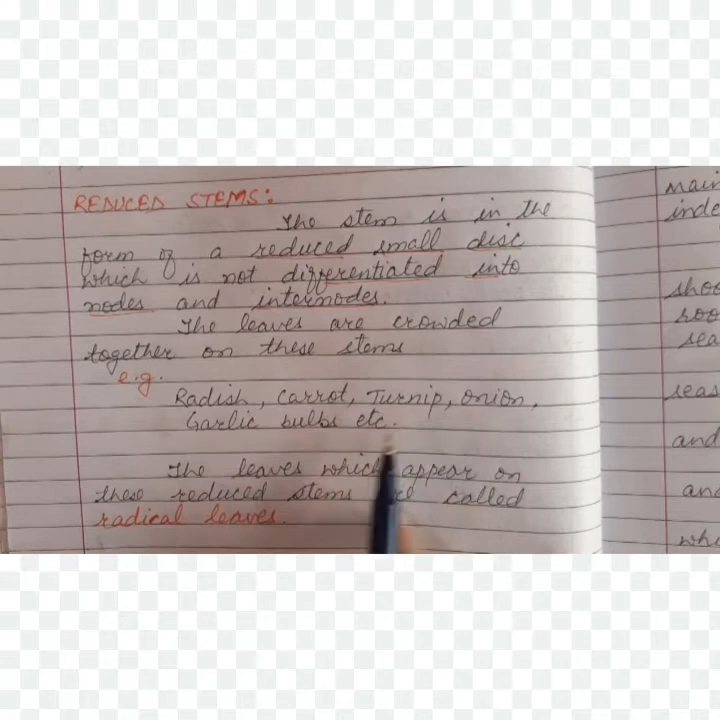 REDUCED STEMS:
The stem is in the
form of a reduced small disc
which is not differentiated into
nodes and internodes.
The leaves are crowded
together on these stems
e.g.
Radish, Carrot, Turnip, onion,
Garlic bulbs etc.
The leaves which appear on
these reduced stems called
radical leaves.
main
inde
shoo
roo
sea
seas
and
and
whi